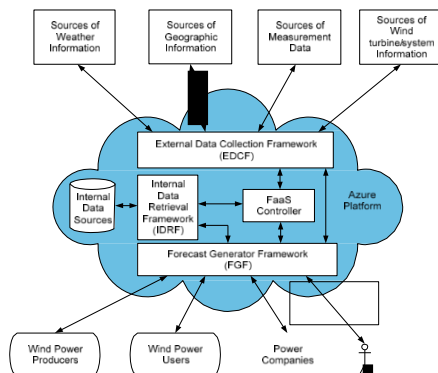 Sources of
Weather
Information
Sources of
Geographic
Information
Sources of
Measurement
Data
Sources of
Wind
turbine/system
Information
External Data Collection Framework
(EDCF)
Internal
Data
Sources
Internal
Data
Retrieval
Framework
(IDRF)
FaaS
Controller
Azure
Platform
Forecast Generator Framework
(FGF)
Wind Power
Producers
Wind Power
Users
Power
Companies